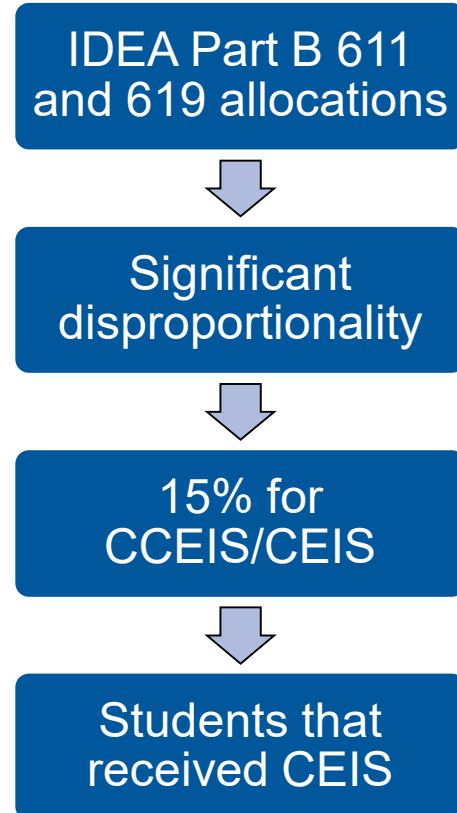 IDEA Part B 611
and 619 allocations
Significant
disproportionality
15% for
CCEIS/CEIS
Students that
received CEIS